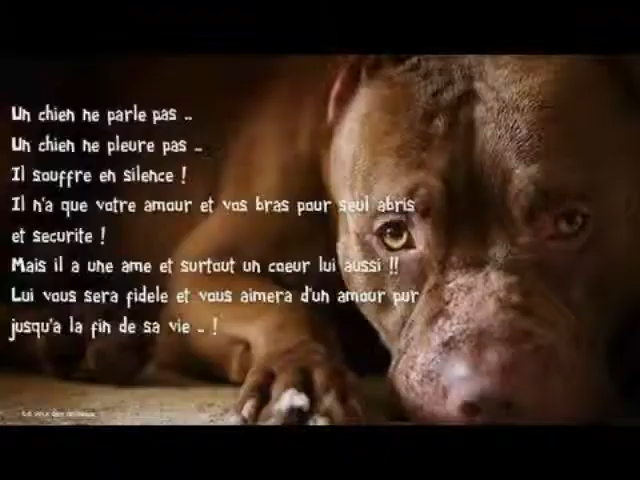 Un chien ne parle pas ..
Un chien ne pleure pas ..
Il souffre en silence !
Il n'a que votre amour et vos bras pour seul abris
et securite !
Mais il a une ame et surtout un coeur lui aussi !!
Lui vous sera fidele et vous aimera d'un amour pur
jusqu'a la fin de sa vie .. !